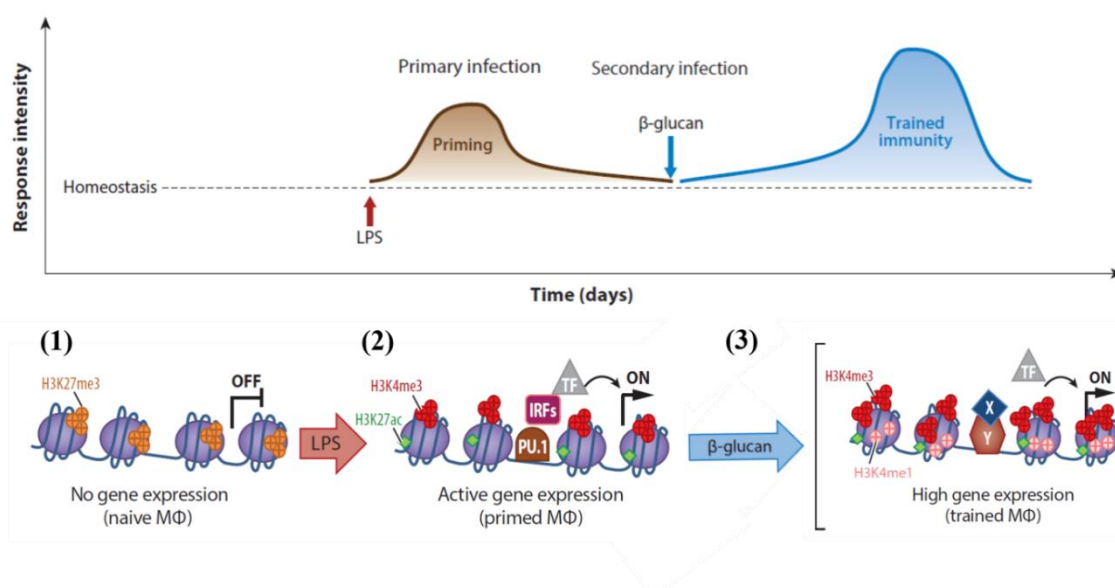 Response intensity
Primary infection
Secondary infection
β-glucan
Priming
Trained
immunity
Homeostasis
LPS
Time (days)
(1)
H3K27me3
OFF
No gene expression
(naive MΦ)
LPS
(2)
H3K4me3
H3K27ac
TF
IRFs
PU.1
ON
Active gene expression
(primed MΦ)
β-glucan
(3)
H3K4me3
TF
ON
X
Y
H3K4me1
High gene expression
(trained MΦ)